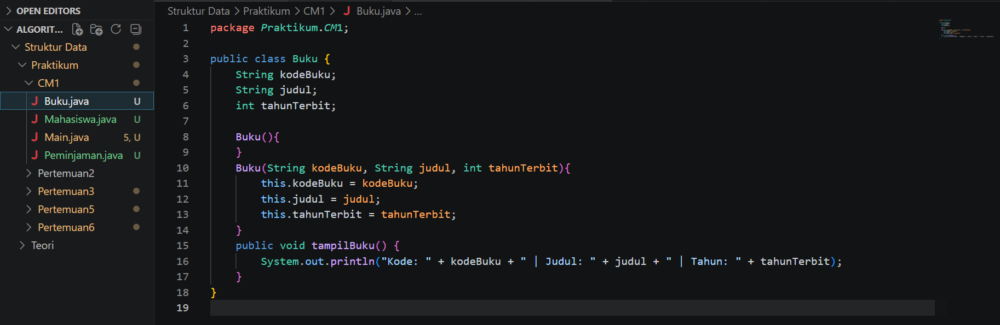 OPEN EDITORS
ALGORIT...
Struktur Data
Praktikum
CM1
J Buku.java U
J Mahasiswa.java U
J Main.java 5, U
J Peminjaman.java U
Pertemuan2
Pertemuan3
Pertemuan5
Pertemuan6
Teori
Struktur Data > Praktikum > CM1 > J Buku.java > ...
1 package Praktikum.CM1;
2
3 public class Buku {
4 String kodeBuku;
5 String judul;
6 int tahunTerbit;
7
8 Buku(){
9 }
10 Buku(String kodeBuku, String judul, int tahunTerbit){
11 this.kodeBuku = kodeBuku;
12 this.judul = judul;
13 this.tahunTerbit = tahunTerbit;
14 }
15 public void tampilBuku() {
16 System.out.println("Kode: " + kodeBuku + " | Judul: " + judul + " | Tahun: " + tahunTerbit);
17 }
18 }
19